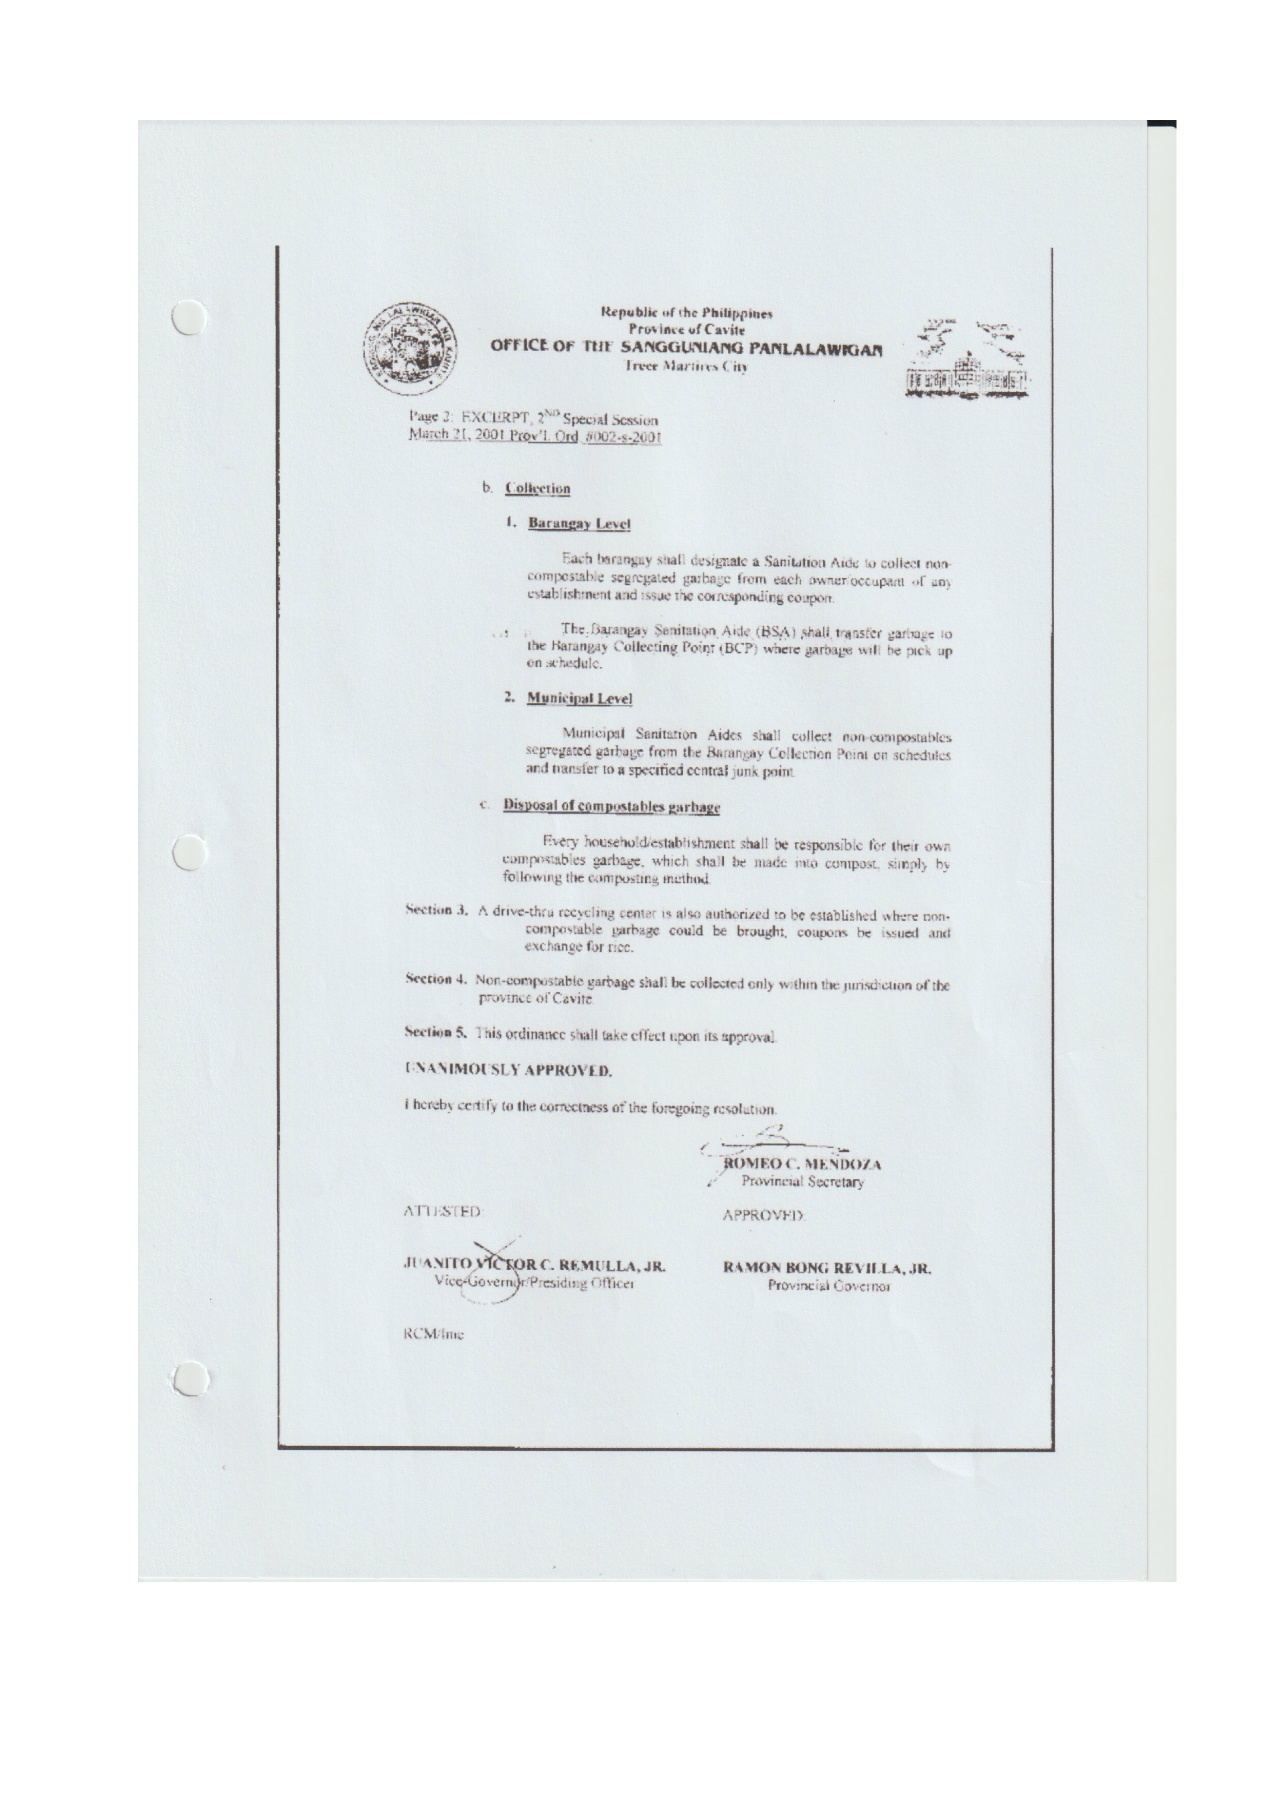 Republic of the Philippines
Province of Cavite
OFFICE OF THE SANGGUNIANG PANLALAWIGAN
Trece Martires City
Page 2: EXCERPT, 2ND Special Session
March 21, 2001 Prov'l. Ord. #002-s-2001
b. Collection
1. Barangay Level
Each barangay shall designate a Sanitation Aide to collect non-
compostable segregated garbage from each owner/occupant of any
establishment and issue the corresponding coupon.
The Barangay Sanitation Aide (BSA) shall transfer garbage to
the Barangay Collecting Point (BCP) where garbage will be pick up
on schedule.
2. Municipal Level
Municipal Sanitation Aides shall collect non-compostables
segregated garbage from the Barangay Collection Point on schedules
and transfer to a specified central junk point.
c. Disposal of compostables garbage
Every household/establishment shall be responsible for their own
compostables garbage, which shall be made into compost, simply by
following the composting method.
Section 3. A drive-thru recycling center is also authorized to be established where non-
compostable garbage could be brought, coupons be issued and
exchange for rice.
Section 4. Non-compostable garbage shall be collected only within the jurisdiction of the
province of Cavite.
Section 5. This ordinance shall take effect upon its approval.
UNANIMOUSLY APPROVED.
I hereby certify to the correctness of the foregoing resolution.
ROMEO C. MENDOZA
Provincial Secretary
ATTESTED:
APPROVED:
JUANITO VICTOR C. REMULLA, JR.
Vice-Governor/Presiding Officer
RAMON BONG REVILLA, JR.
Provincial Governor
RCM/lmc